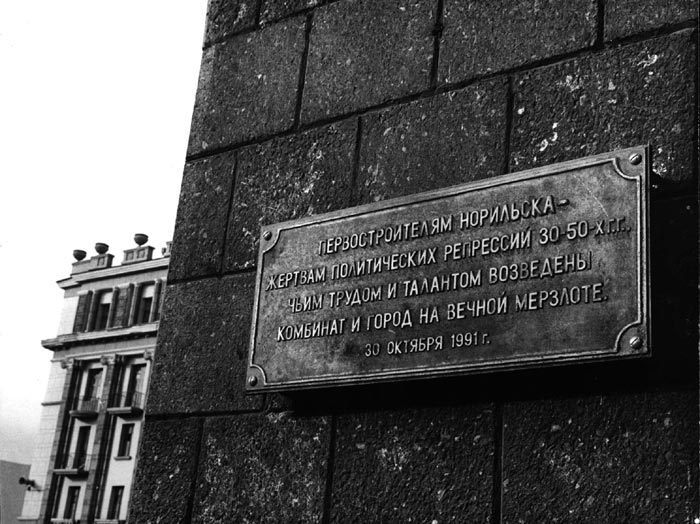 ПЕРВОСТРОИТЕЛЯМ НОРИЛЬСКА-
ЖЕРТВАМ ПОЛИТИЧЕСКИХ РЕПРЕССИЙ 30-50-Х Г.Г.,
ЧЬИМ ТРУДОМ И ТАЛАНТОМ ВОЗВЕДЕНЫ
КОМБИНАТ И ГОРОД НА ВЕЧНОЙ МЕРЗЛОТЕ.
30 ОКТЯБРЯ 1991 г.